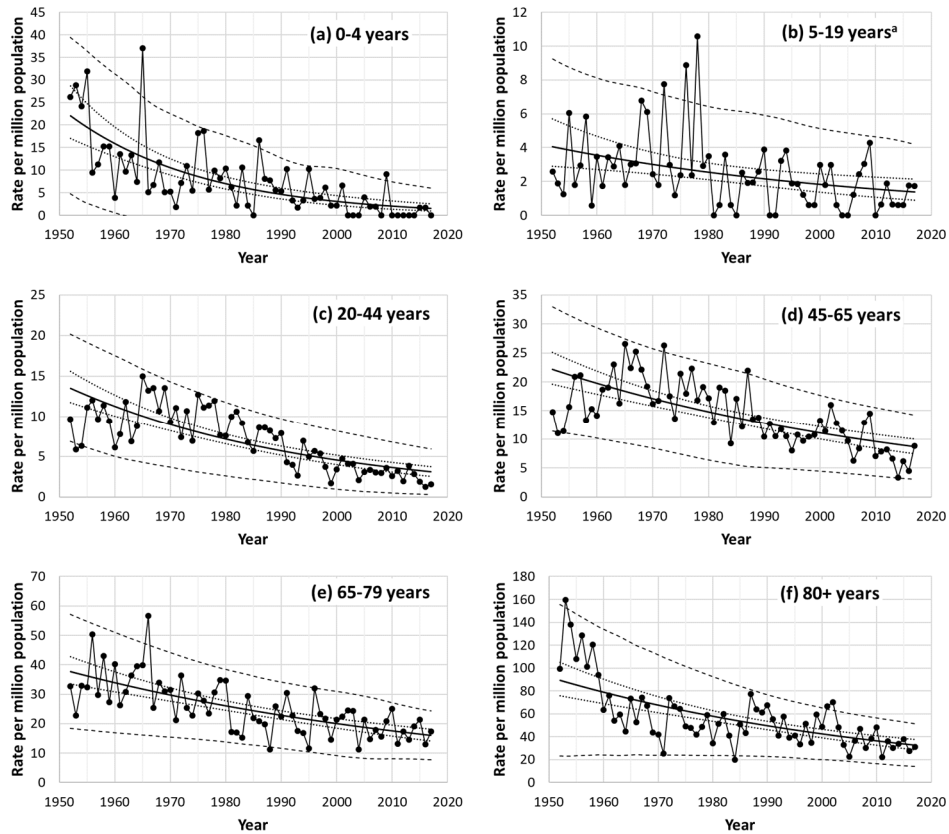 (a) 0-4 years
Rate per million population
45
40
35
30
25
20
15
10
5
0
1950 1960 1970 1980 1990 2000 2010 2020
Year
(b) 5-19 yearsª
Rate per million population
12
10
8
6
4
2
0
1950 1960 1970 1980 1990 2000 2010 2020
Year
(c) 20-44 years
Rate per million population
25
20
15
10
5
0
1950 1960 1970 1980 1990 2000 2010 2020
Year
(d) 45-65 years
Rate per million population
35
30
25
20
15
10
5
0
1950 1960 1970 1980 1990 2000 2010 2020
Year
(e) 65-79 years
Rate per million population
70
60
50
40
30
20
10
0
1950 1960 1970 1980 1990 2000 2010 2020
Year
(f) 80+ years
Rate per million population
180
160
140
120
100
80
60
40
20
0
1950 1960 1970 1980 1990 2000 2010 2020
Year